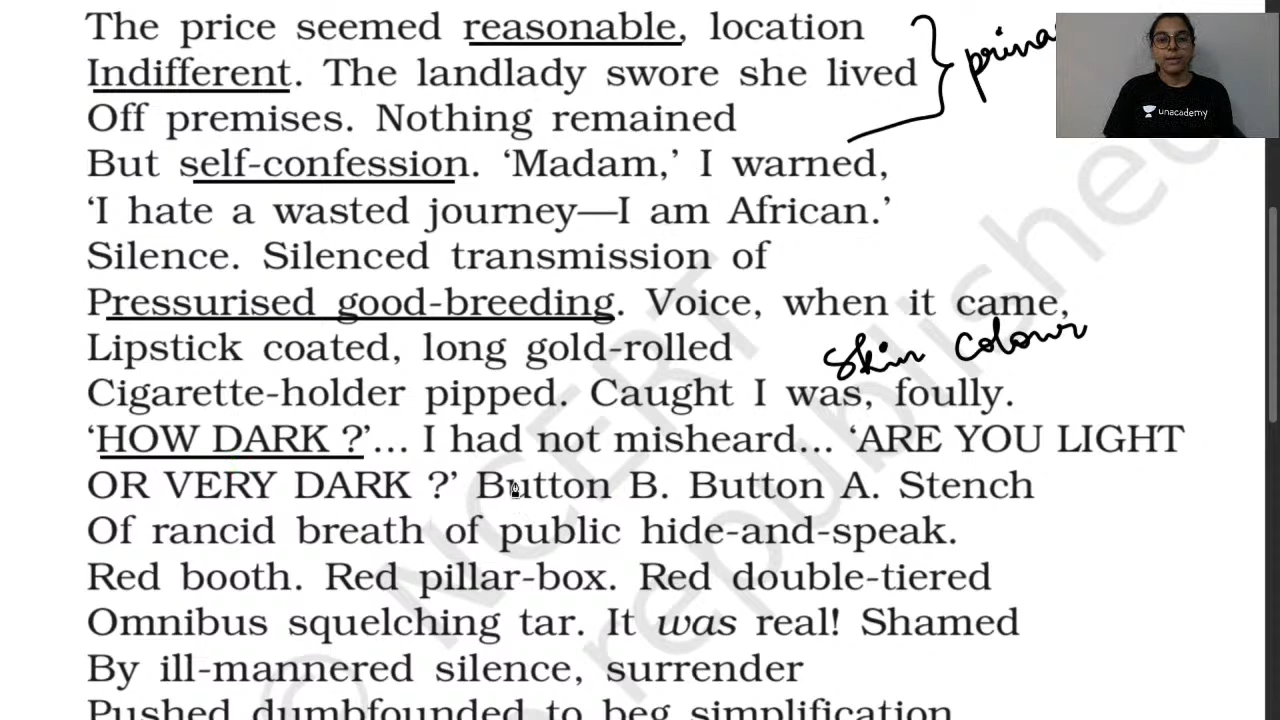 The price seemed reasonable, location
Indifferent. The landlady swore she lived
Off premises. Nothing remained
But self-confession. ‘Madam,’ I warned,
‘I hate a wasted journey—I am African.’
Silence. Silenced transmission of
Pressurised good-breeding. Voice, when it came,
Lipstick coated, long gold-rolled
Cigarette-holder pipped. Caught I was, foully.
‘HOW DARK ?’... I had not misheard... ‘ARE YOU LIGHT
OR VERY DARK ?’ Button B. Button A. Stench
Of rancid breath of public hide-and-speak.
Red booth. Red pillar-box. Red double-tiered
Omnibus squelching tar. It was real! Shamed
By ill-mannered silence, surrender
Pushed dumbfounded to beg simplification
skin colour
unacademy
© NCERT
republished